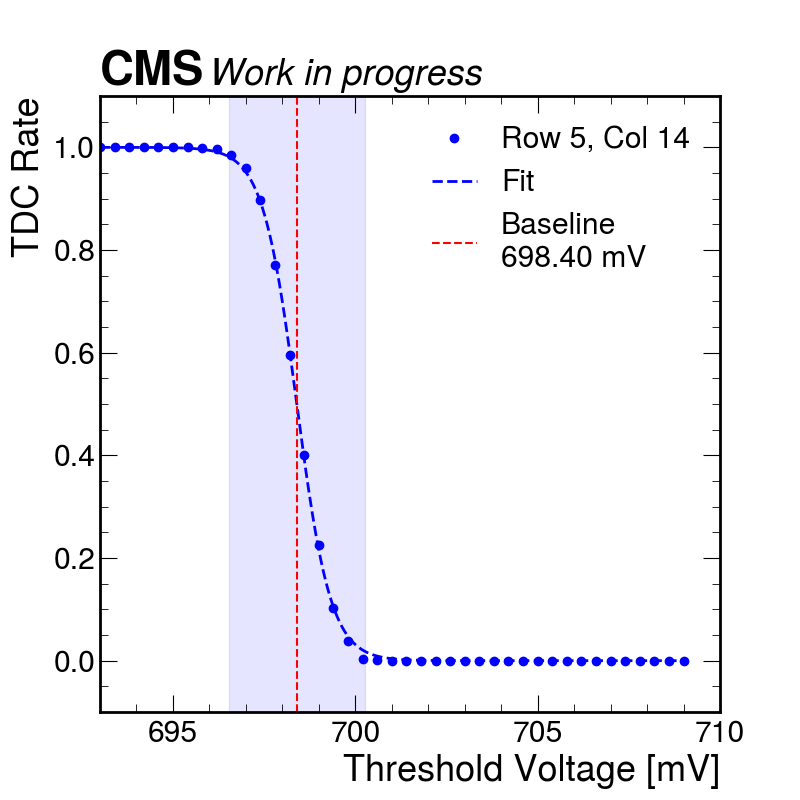 CMS Work in progress
TDC Rate
1.0
0.8
0.6
0.4
0.2
0.0
Row 5, Col 14
Fit
Baseline
698.40 mV
695
700
705
710
Threshold Voltage [mV]